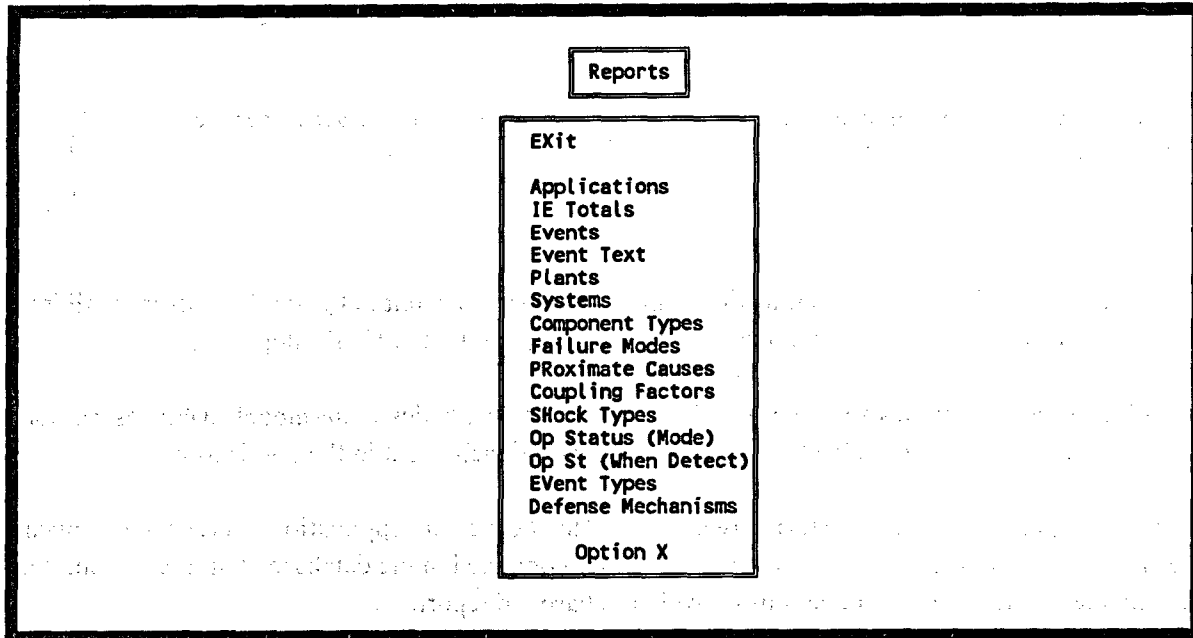 Reports
EXit
Applications
IE Totals
Events
Event Text
Plants
Systems
Component Types
Failure Modes
PRoximate Causes
Coupling Factors
SHock Types
Op Status (Mode)
Op St (When Detect)
EVent Types
Defense Mechanisms
Option X